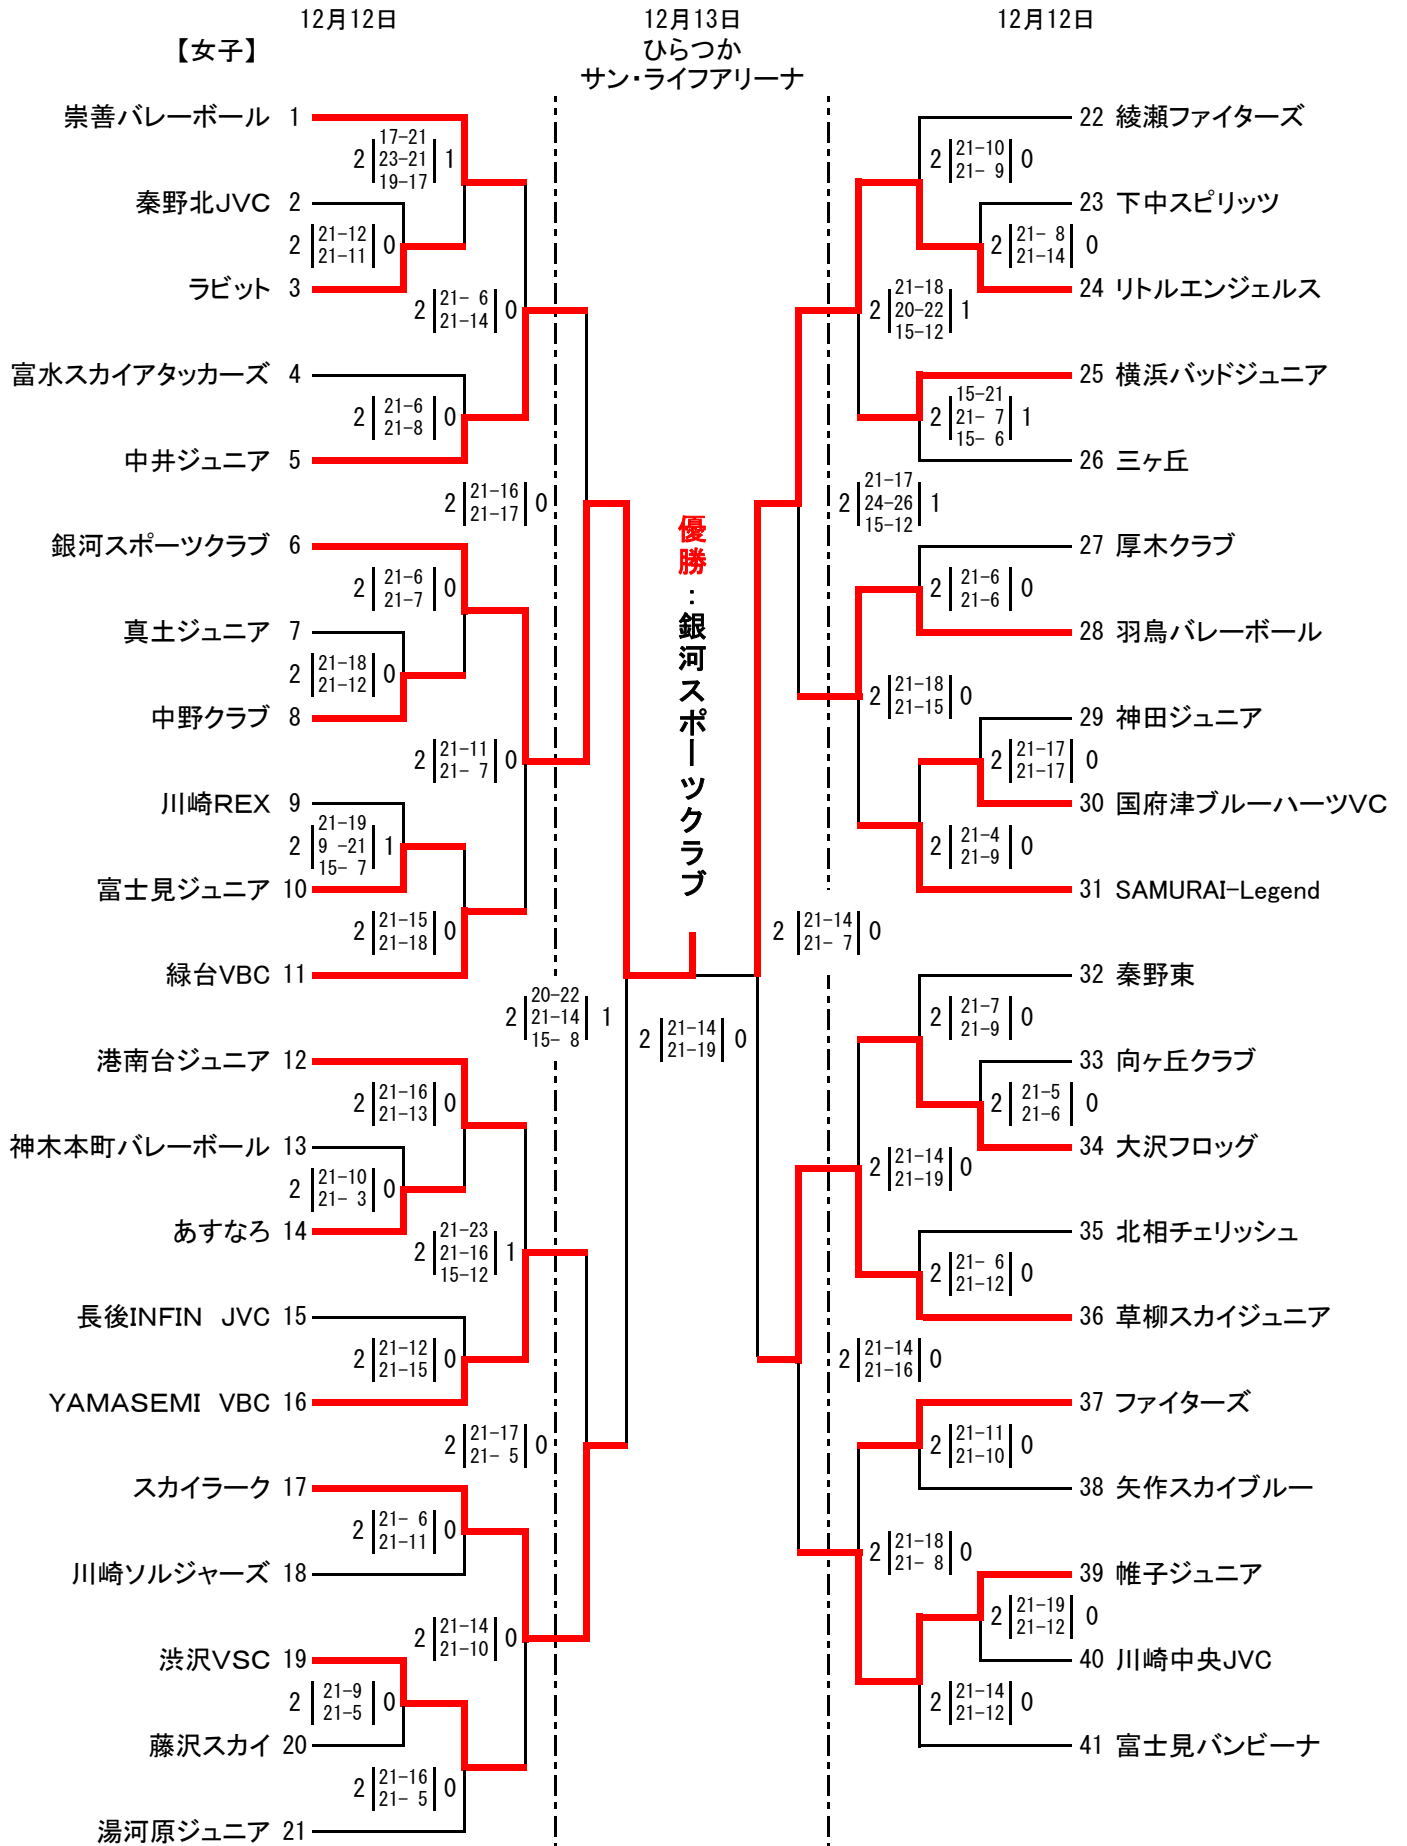 12月12日
12月13日
12月12日
【女子】
ひらつか
サン・ライフアリーナ
崇善バレーボール 1
2 17-21 1
23-21
19-17
秦野北JVC 2
2 21-12 0
21-11
ラビット 3
2 21- 6 0
21-14
富水スカイアタッカーズ 4
2 21-6 0
21-8
中井ジュニア 5
2 21-16 0
21-17
銀河スポーツクラブ 6
2 21-6 0
21-7
真土ジュニア 7
2 21-18 0
21-12
中野クラブ 8
2 21-11 0
21- 7
川崎REX 9
2 21-19 1
9 -21
15- 7
富士見ジュニア 10
2 21-15 0
21-18
緑台VBC 11
2 20-22 1
21-14
15- 8
港南台ジュニア 12
2 21-16 0
21-13
神木本町バレーボール 13
2 21-10 0
21- 3
あすなろ 14
2 21-23 1
21-16
15-12
長後INFIN　JVC 15
2 21-12 0
21-15
YAMASEMI　VBC 16
2 21-17 0
21- 5
スカイラーク 17
2 21- 6 0
21-11
川崎ソルジャーズ 18
2 21-14 0
21-10
渋沢VSC 19
2 21-9 0
21-5
藤沢スカイ 20
2 21-16 0
21- 5
湯河原ジュニア 21
優勝：銀河スポーツクラブ
2 21-14 0
21-19
22 綾瀬ファイターズ
2 21-10 0
21- 9
23 下中スピリッツ
2 21- 8 0
21-14
24 リトルエンジェルス
2 21-18 1
20-22
15-12
25 横浜バッドジュニア
2 15-21 1
21- 7
15- 6
26 三ヶ丘
2 21-17 1
24-26
15-12
27 厚木クラブ
2 21-6 0
21-6
28 羽鳥バレーボール
2 21-18 0
21-15
29 神田ジュニア
2 21-17 0
21-17
30 国府津ブルーハーツVC
2 21-4 0
21-9
31 SAMURAI-Legend
2 21-14 0
21- 7
32 秦野東
2 21-7 0
21-9
33 向ヶ丘クラブ
2 21-5 0
21-6
34 大沢フロッグ
2 21-14 0
21-19
35 北相チェリッシュ
2 21- 6 0
21-12
36 草柳スカイジュニア
2 21-14 0
21-16
37 ファイターズ
2 21-11 0
21-10
38 矢作スカイブルー
2 21-18 0
21- 8
39 帷子ジュニア
2 21-19 0
21-12
40 川崎中央JVC
2 21-14 0
21-12
41 富士見バンビーナ